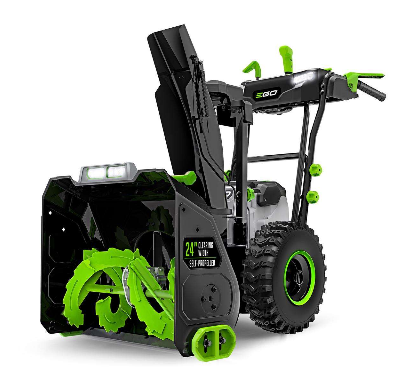 EGO
24" CLEARING
WIDTH
SELF PROPELLED